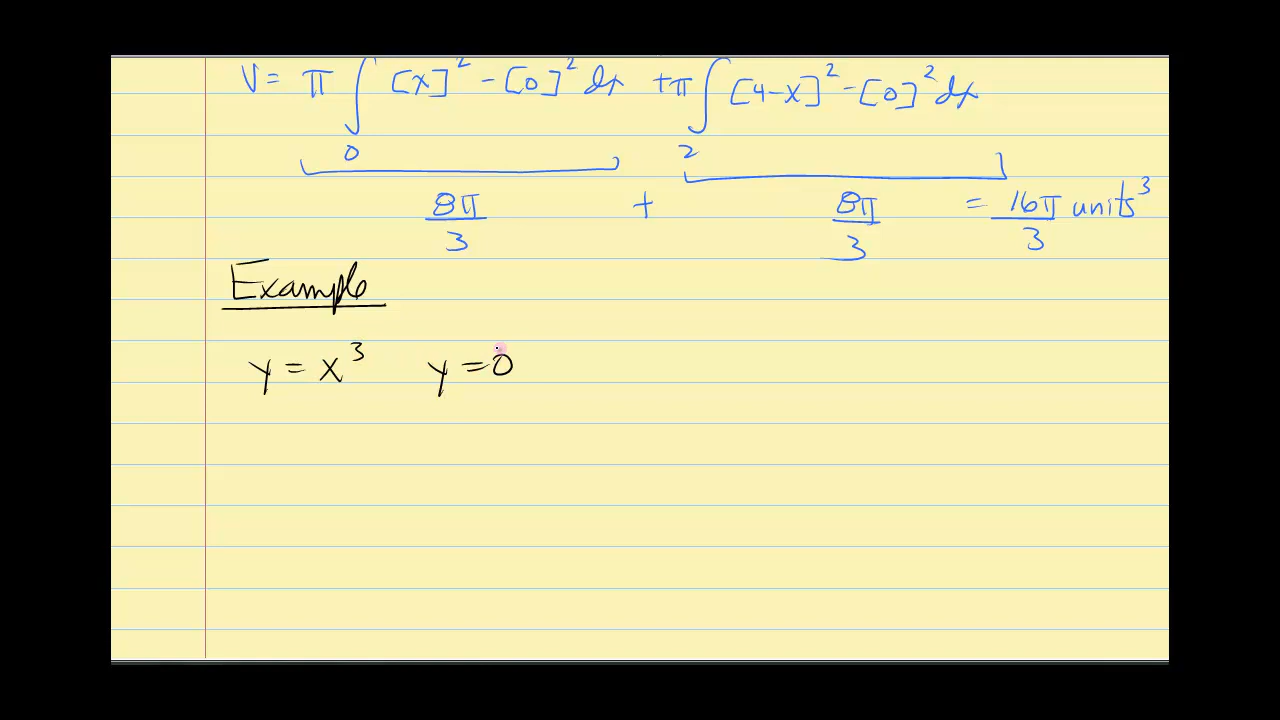 V = π ∫ [x]² - [0]² dx + π ∫ [4-x]² - [0]² dx
0 2
8π/3 + 8π/3 = 16π/3 units³
Example
y = x³ y = 0